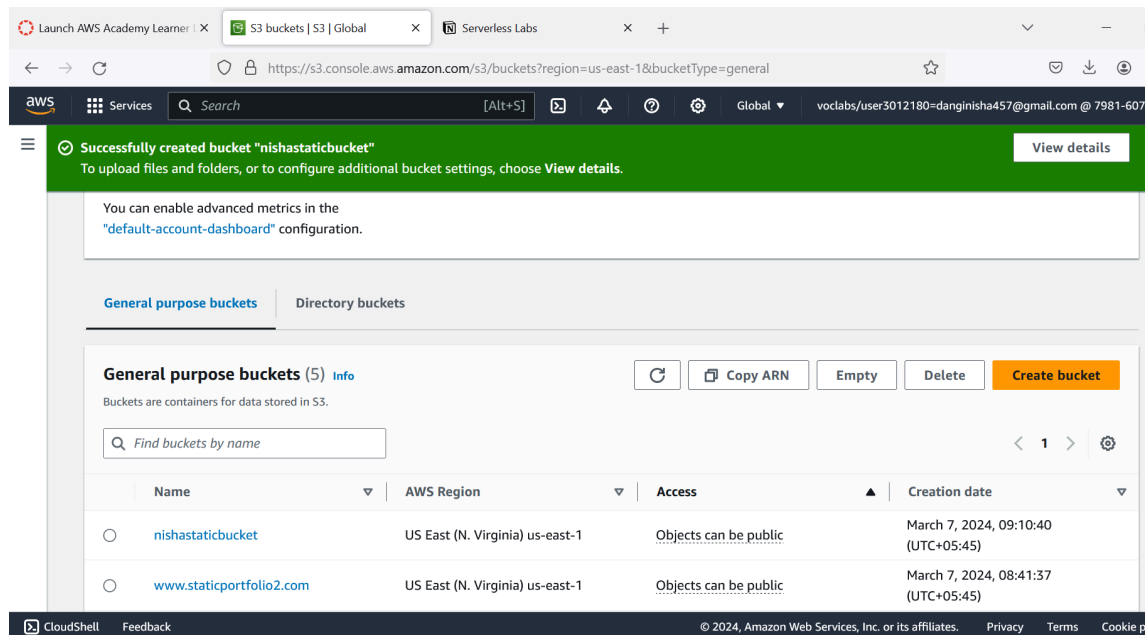 Launch AWS Academy Learner
S3 buckets | S3 | Global
Serverless Labs
https://s3.console.aws.amazon.com/s3/buckets?region=us-east-1&bucketType=general
aws Services Search [Alt+S] Global voclabs/user3012180=danginisha457@gmail.com @ 7981-607
Successfully created bucket "nishastaticbucket" View details
To upload files and folders, or to configure additional bucket settings, choose View details.
You can enable advanced metrics in the
"default-account-dashboard" configuration.
General purpose buckets Directory buckets
General purpose buckets (5) Info Copy ARN Empty Delete Create bucket
Buckets are containers for data stored in S3.
Find buckets by name 1
Name AWS Region Access Creation date
nishastaticbucket US East (N. Virginia) us-east-1 Objects can be public March 7, 2024, 09:10:40
(UTC+05:45)
www.staticportfolio2.com US East (N. Virginia) us-east-1 Objects can be public March 7, 2024, 08:41:37
(UTC+05:45)
CloudShell Feedback © 2024, Amazon Web Services, Inc. or its affiliates. Privacy Terms Cookie